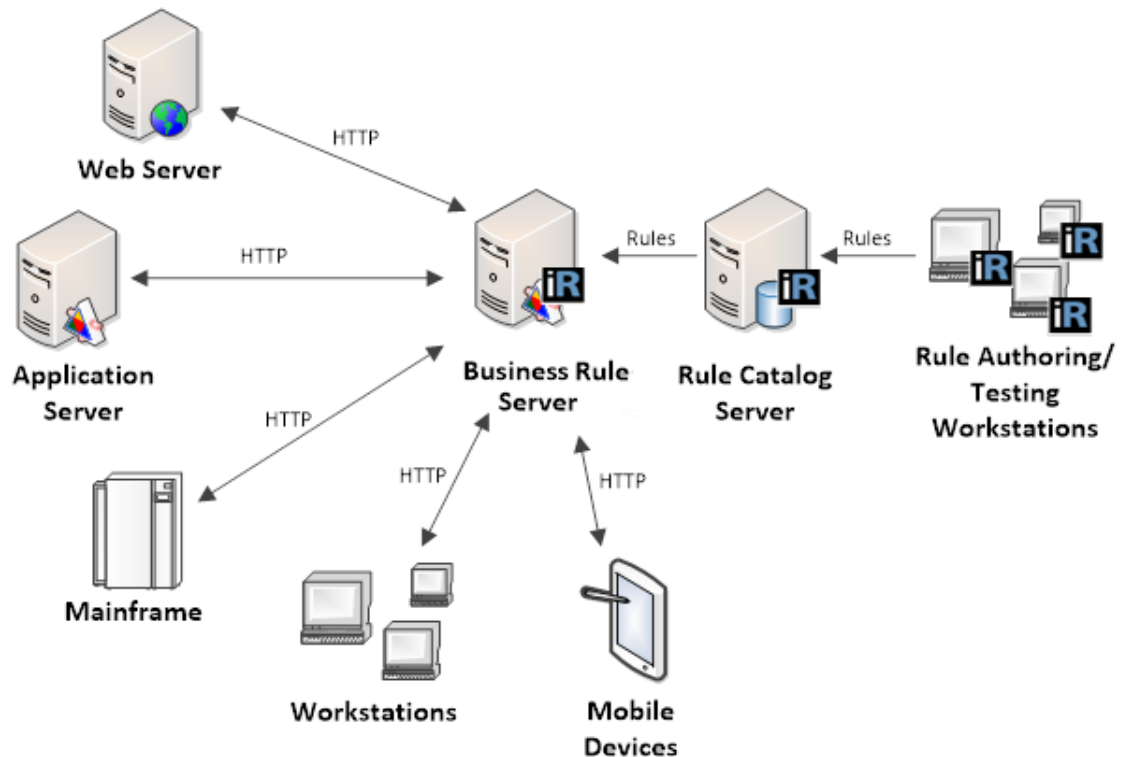 HTTP
Web Server
HTTP
Rules
Rules
iR
iR
iR
iR
iR
Application
Server
Business Rule
Server
Rule Catalog
Server
Rule Authoring/
Testing
Workstations
HTTP
HTTP
HTTP
Mainframe
Workstations
Mobile
Devices